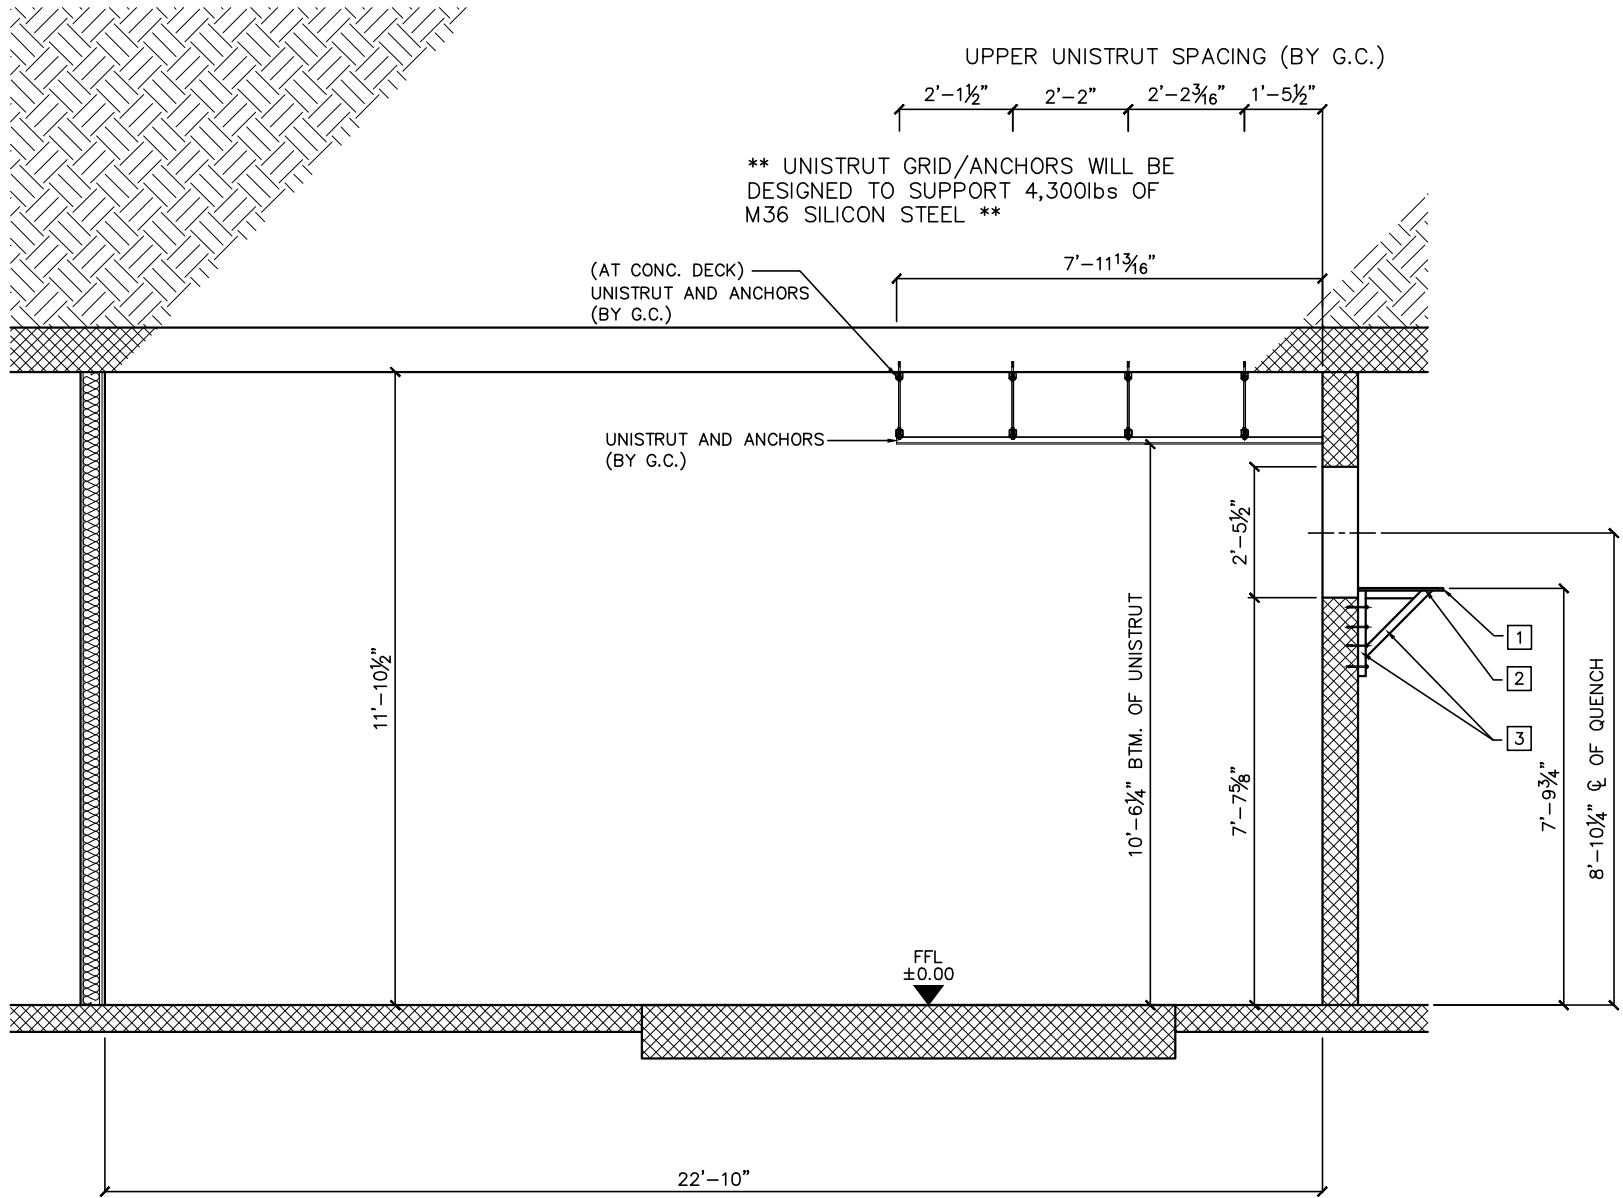 UPPER UNISTRUT SPACING (BY G.C.)
2'-1½" 2'-2" 2'-2³⁄₁₆" 1'-5½"
** UNISTRUT GRID/ANCHORS WILL BE
DESIGNED TO SUPPORT 4,300lbs OF
M36 SILICON STEEL **
7'-11¹³⁄₁₆"
(AT CONC. DECK)
UNISTRUT AND ANCHORS
(BY G.C.)
UNISTRUT AND ANCHORS
(BY G.C.)
11'-10½"
10'-6¼" BTM. OF UNISTRUT
2'-5½"
7'-7⅝"
1
2
3
7'-9¾"
8'-10¼" ℄ OF QUENCH
FFL
±0.00
22'-10"